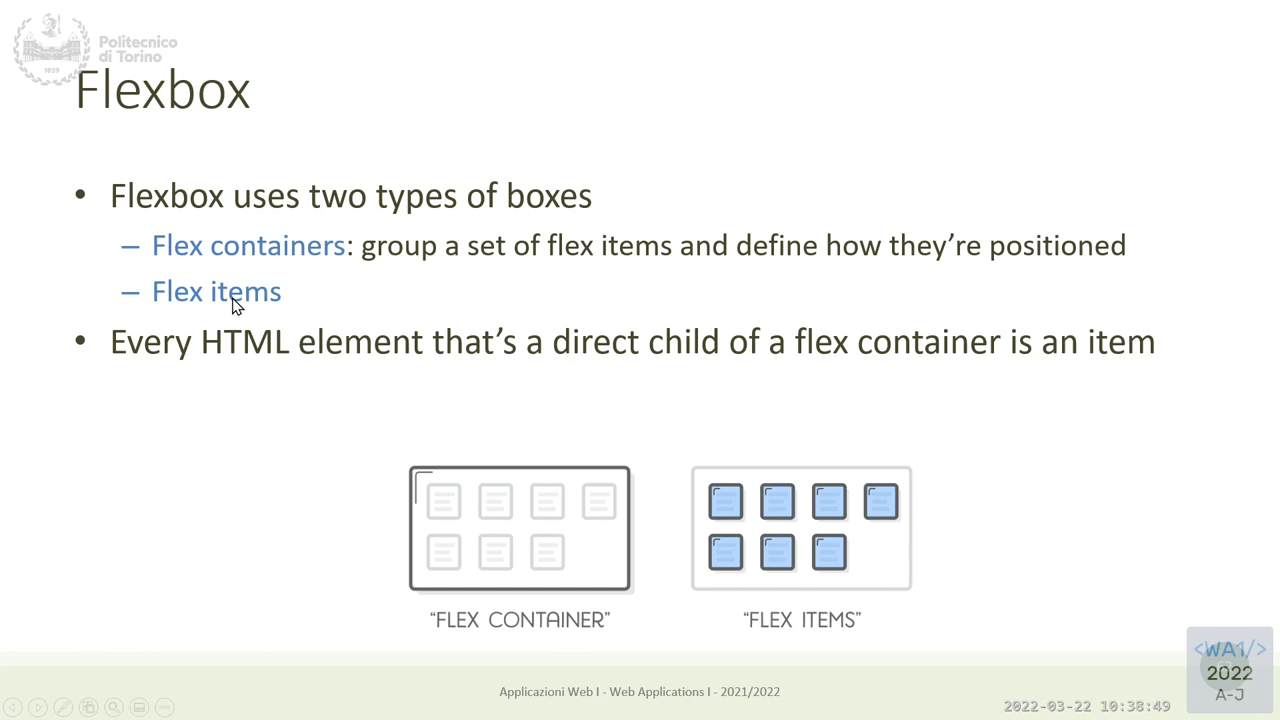 Politecnico
di Torino
1859
Flexbox
• Flexbox uses two types of boxes
– Flex containers: group a set of flex items and define how they’re positioned
– Flex items
• Every HTML element that’s a direct child of a flex container is an item
“FLEX CONTAINER”
“FLEX ITEMS”
<WA1/>
2022
A-J
Applicazioni Web I - Web Applications I - 2021/2022
2022-03-22 10:38:49